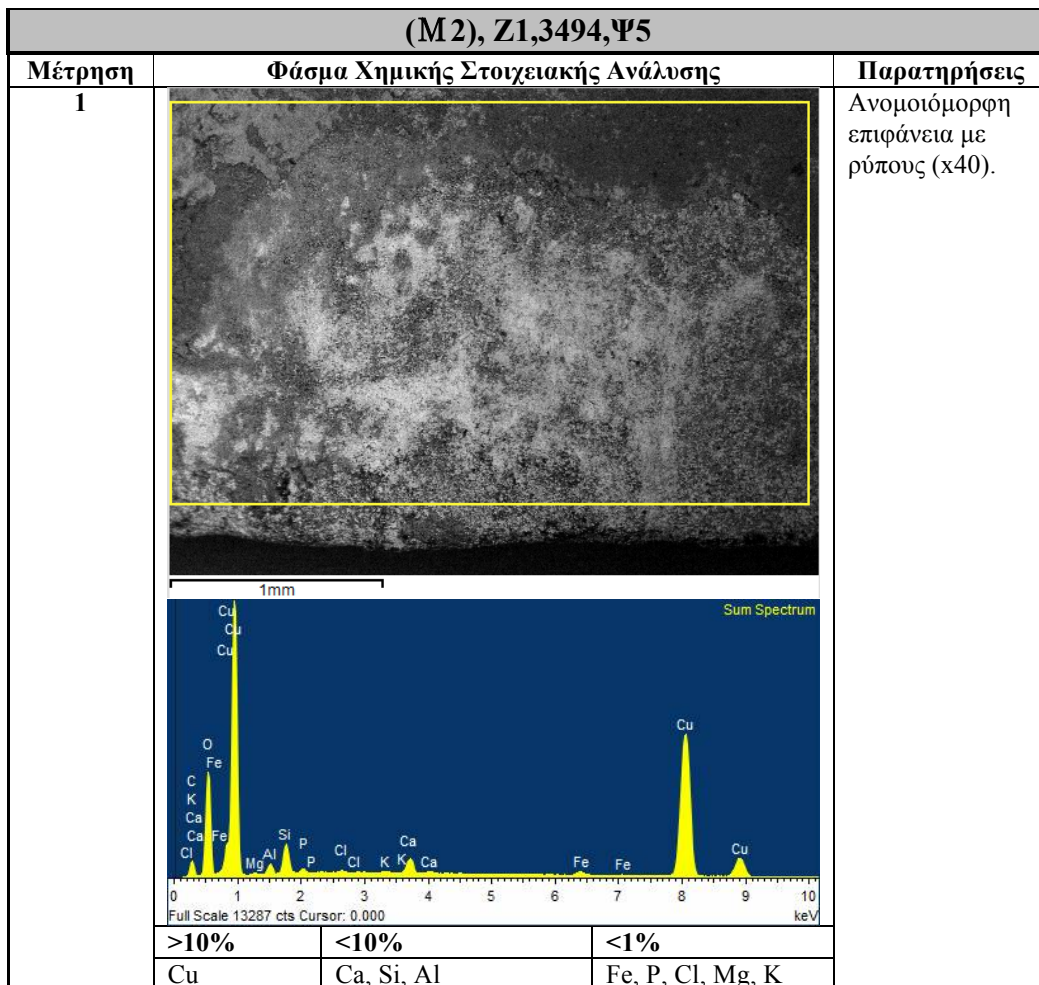 (Μ2), Ζ1,3494,Ψ5
Μέτρηση Φάσμα Χημικής Στοιχειακής Ανάλυσης Παρατηρήσεις
1
Ανομοιόμορφη
επιφάνεια με
ρύπους (x40).
1mm
Sum Spectrum
Cu
Cu
Cu
O
Fe
C
K
Ca
Ca Fe
Cl
Mg Al Si P P Cl Cl K K Ca Ca Fe Fe Cu Cu
0 1 2 3 4 5 6 7 8 9 10
Full Scale 13287 cts Cursor: 0.000 keV
>10% <10% <1%
Cu Ca, Si, Al Fe, P, Cl, Mg, K